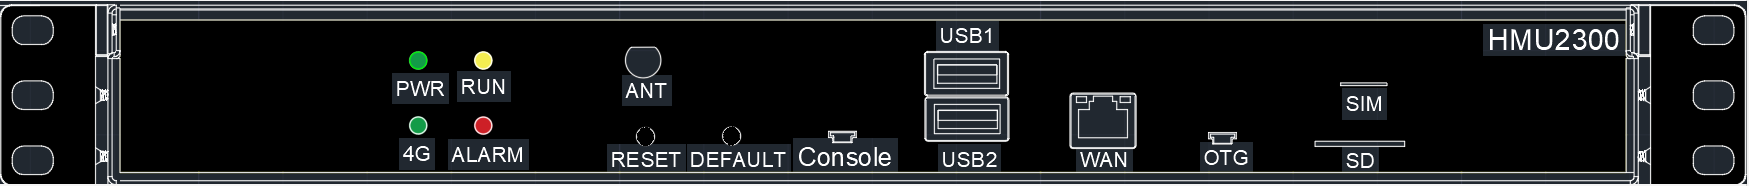 USB1
HMU2300
PWR
RUN
ANT
SIM
4G
ALARM
RESET
DEFAULT
Console
USB2
WAN
OTG
SD